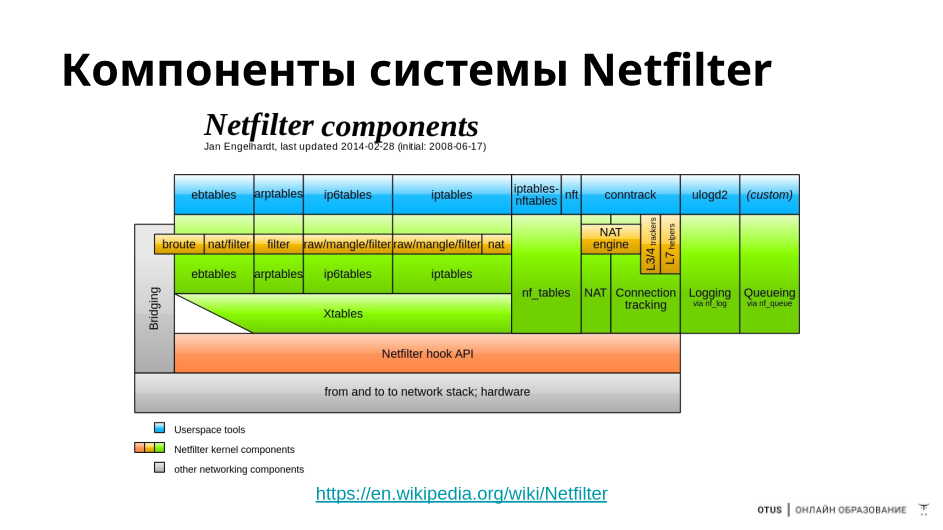 Компоненты системы Netfilter
Netfilter components
Jan Engelhardt, last updated 2014-02-28 (initial: 2008-06-17)
ebtables
arptables
ip6tables
iptables
iptables-
nftables
nft
conntrack
ulogd2
(custom)
broute
nat/filter
filter
raw/mangle/filter
raw/mangle/filter
nat
NAT
engine
L3/4 trackers
L7 helpers
ebtables
arptables
ip6tables
iptables
nf_tables
NAT
Connection
tracking
Logging
via nf_log
Queueing
via nf_queue
Bridging
Xtables
Netfilter hook API
from and to to network stack; hardware
Userspace tools
Netfilter kernel components
other networking components
https://en.wikipedia.org/wiki/Netfilter
OTUS | ОНЛАЙН ОБРАЗОВАНИЕ